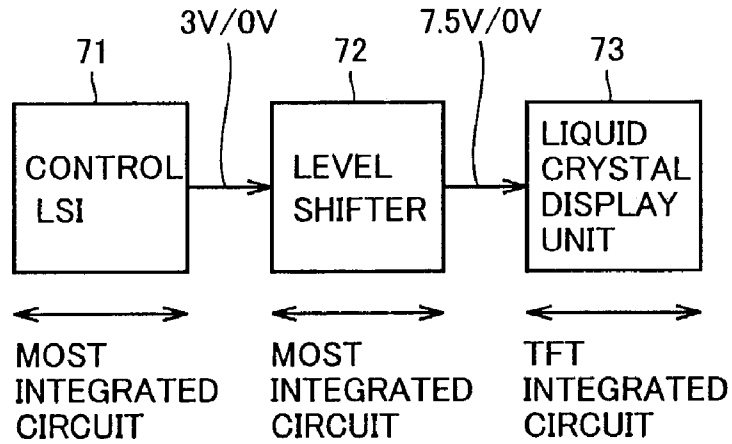 3V/0V
7.5V/0V
71
72
73
CONTROL
LSI
LEVEL
SHIFTER
LIQUID
CRYSTAL
DISPLAY
UNIT
MOST
INTEGRATED
CIRCUIT
MOST
INTEGRATED
CIRCUIT
TFT
INTEGRATED
CIRCUIT